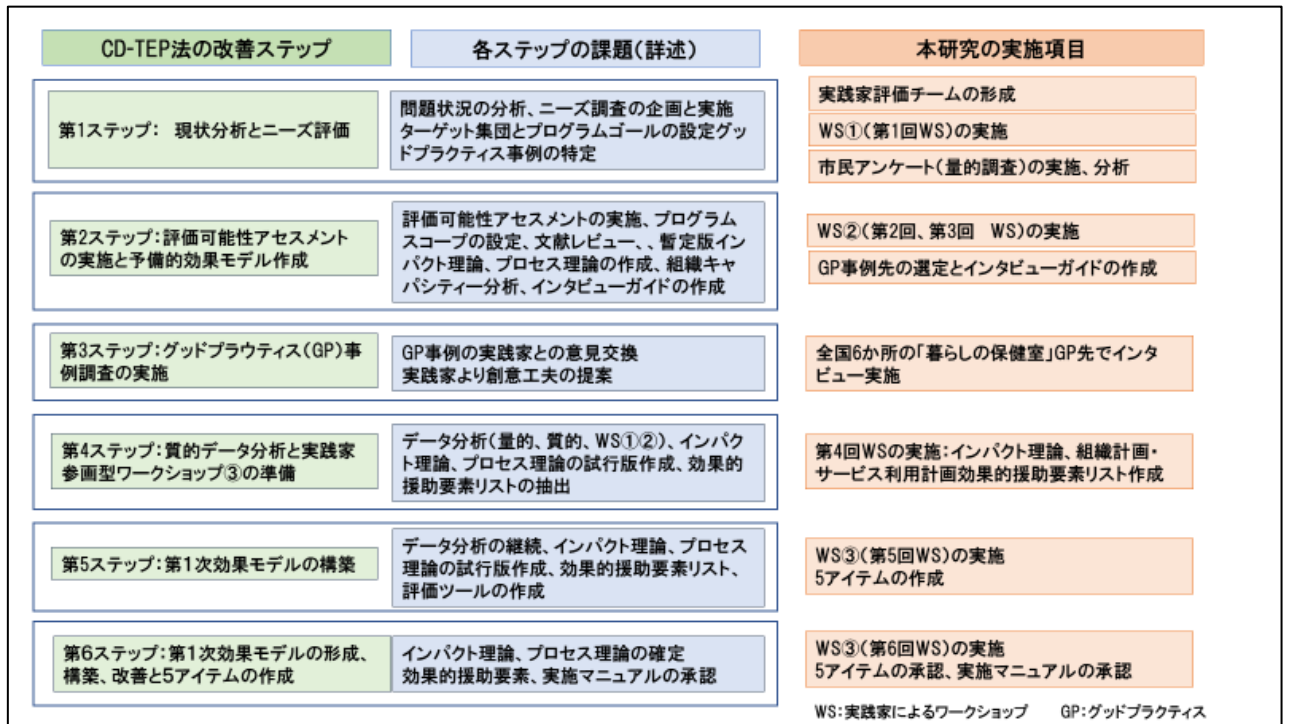 CD-TEP法の改善ステップ
各ステップの課題(詳述)
本研究の実施項目
第1ステップ： 現状分析とニーズ評価
問題状況の分析、ニーズ調査の企画と実施
ターゲット集団とプログラムゴールの設定グッ
ドプラクティス事例の特定
実践家評価チームの形成
WS①(第1回WS)の実施
市民アンケート(量的調査)の実施、分析
第2ステップ：評価可能性アセスメント
の実施と予備的効果モデル作成
評価可能性アセスメントの実施、プログラム
スコープの設定、文献レビュー、、暫定版イン
パクト理論、プロセス理論の作成、組織キャ
パシティー分析、インタビューガイドの作成
WS②(第2回、第3回 WS)の実施
GP事例先の選定とインタビューガイドの作成
第3ステップ：グッドプラウティス(GP)事
例調査の実施
GP事例の実践家との意見交換
実践家より創意工夫の提案
全国6か所の「暮らしの保健室」GP先でインタ
ビュー実施
第4ステップ：質的データ分析と実践家
参画型ワークショップ③の準備
データ分析(量的、質的、WS①②)、インパク
ト理論、プロセス理論の試行版作成、効果的
援助要素リストの抽出
第4回WSの実施：インパクト理論、組織計画・
サービス利用計画効果的援助要素リスト作成
第5ステップ：第1次効果モデルの構築
データ分析の継続、インパクト理論、プロセス
理論の試行版作成、効果的援助要素リスト、
評価ツールの作成
WS③(第5回WS)の実施
5アイテムの作成
第6ステップ：第1次効果モデルの形成、
構築、改善と5アイテムの作成
インパクト理論、プロセス理論の確定
効果的援助要素、実施マニュアルの承認
WS③(第6回WS)の実施
5アイテムの承認、実施マニュアルの承認
WS：実践家によるワークショップ GP：グッドプラクティス